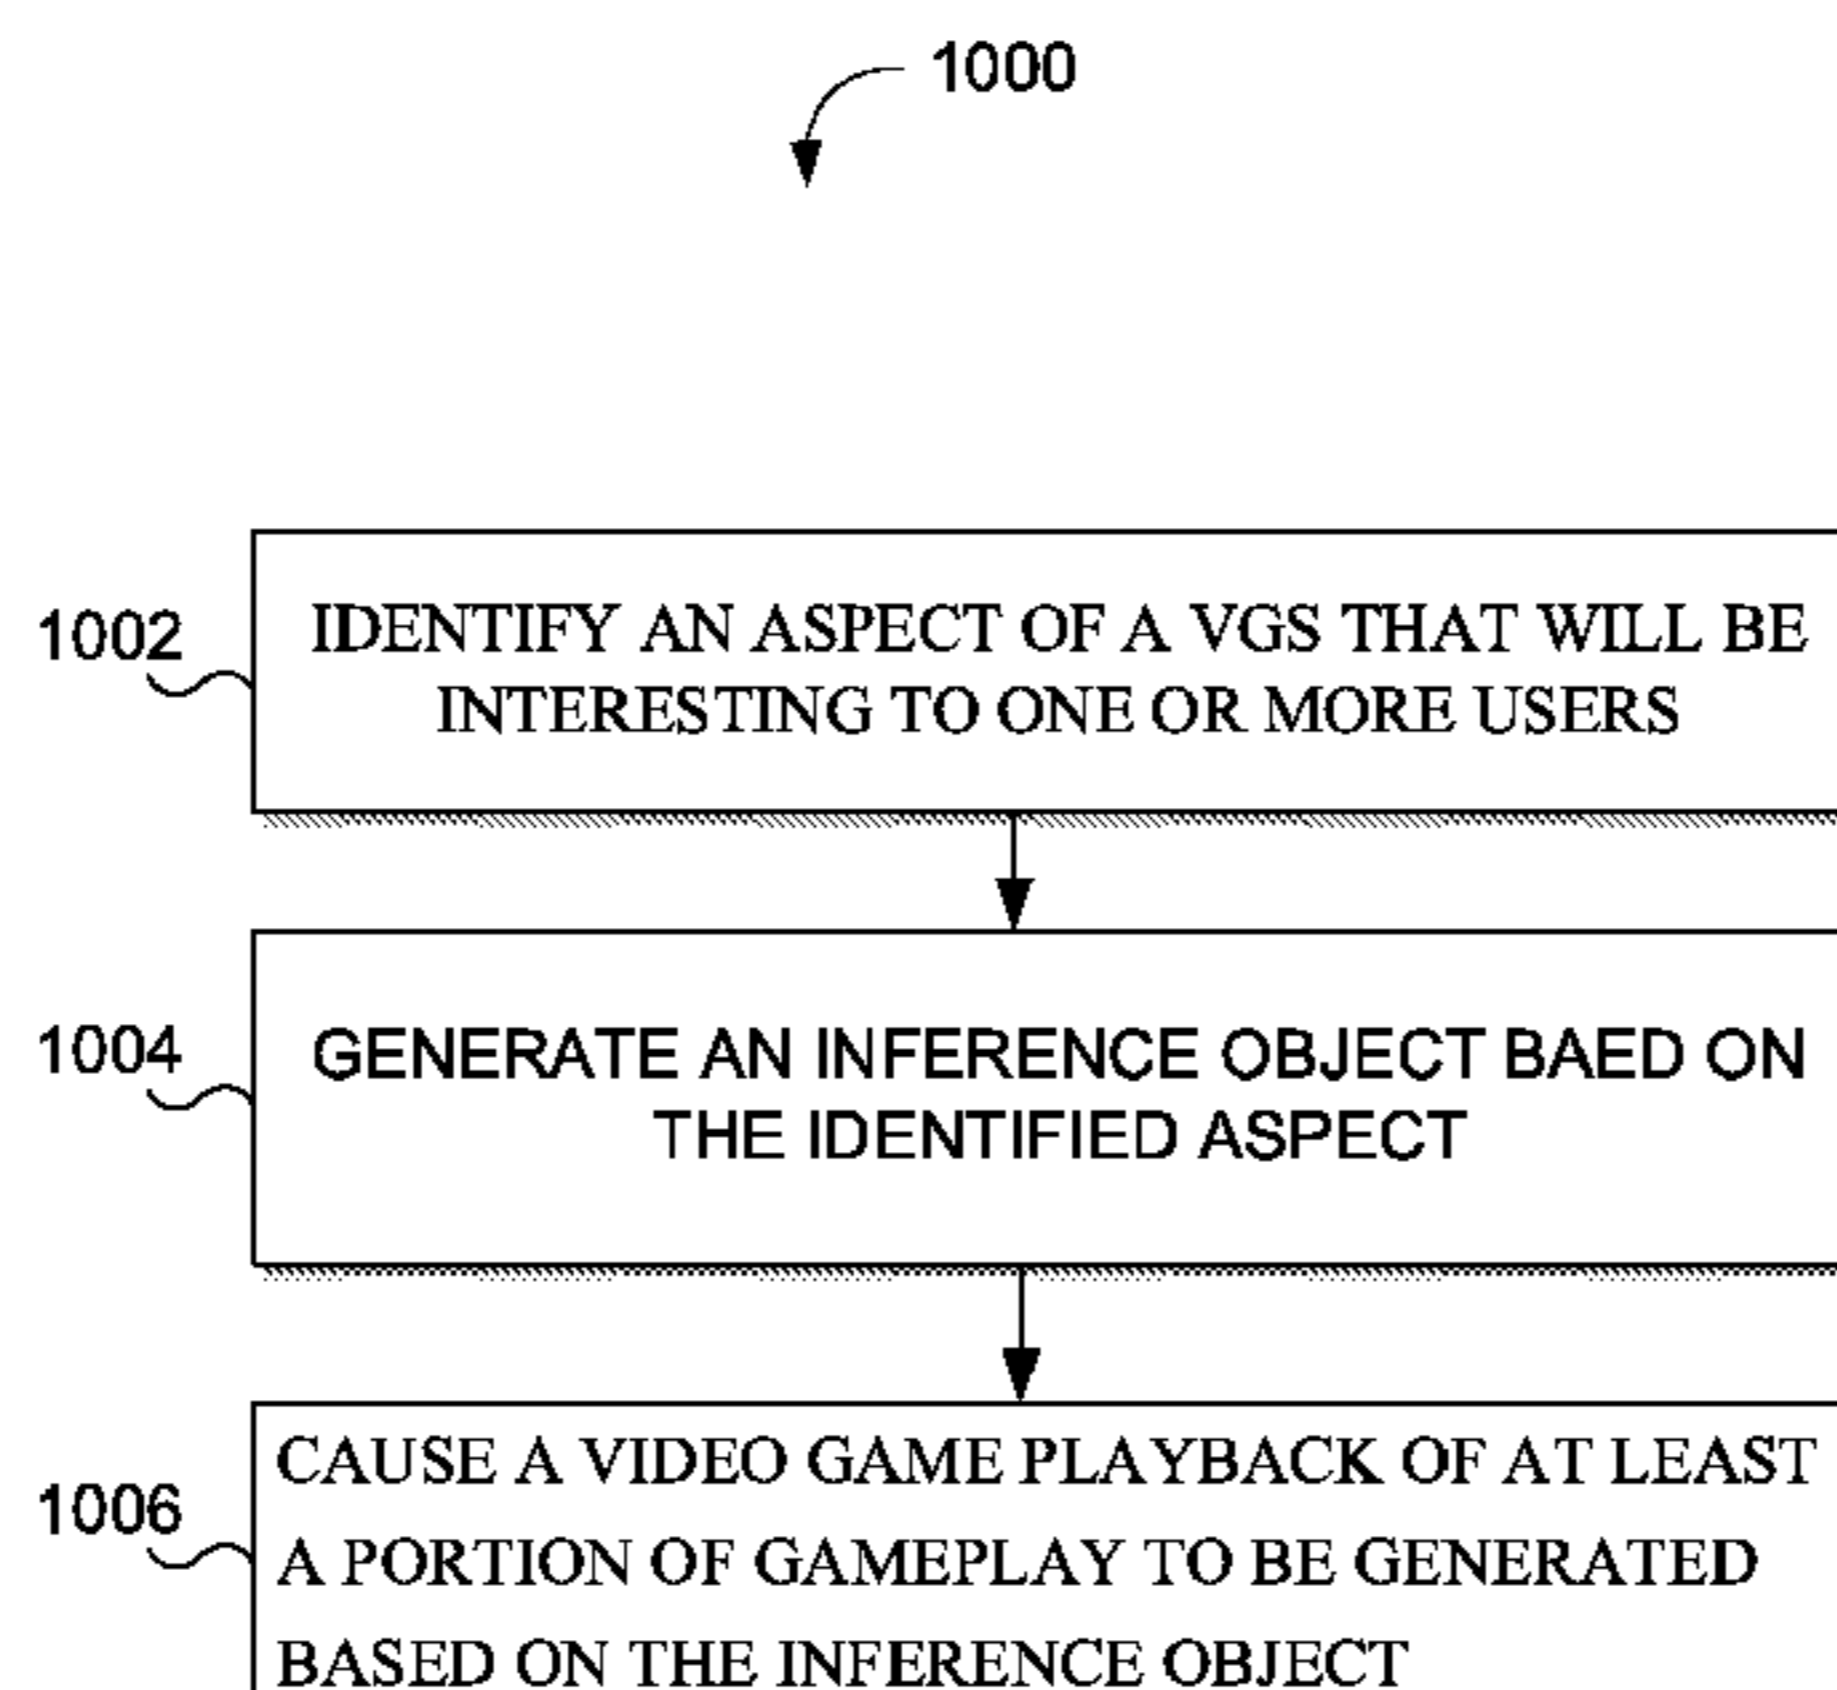 1000
1002
IDENTIFY AN ASPECT OF A VGS THAT WILL BE
INTERESTING TO ONE OR MORE USERS
1004
GENERATE AN INFERENCE OBJECT BAED ON
THE IDENTIFIED ASPECT
1006
CAUSE A VIDEO GAME PLAYBACK OF AT LEAST
A PORTION OF GAMEPLAY TO BE GENERATED
BASED ON THE INFERENCE OBJECT